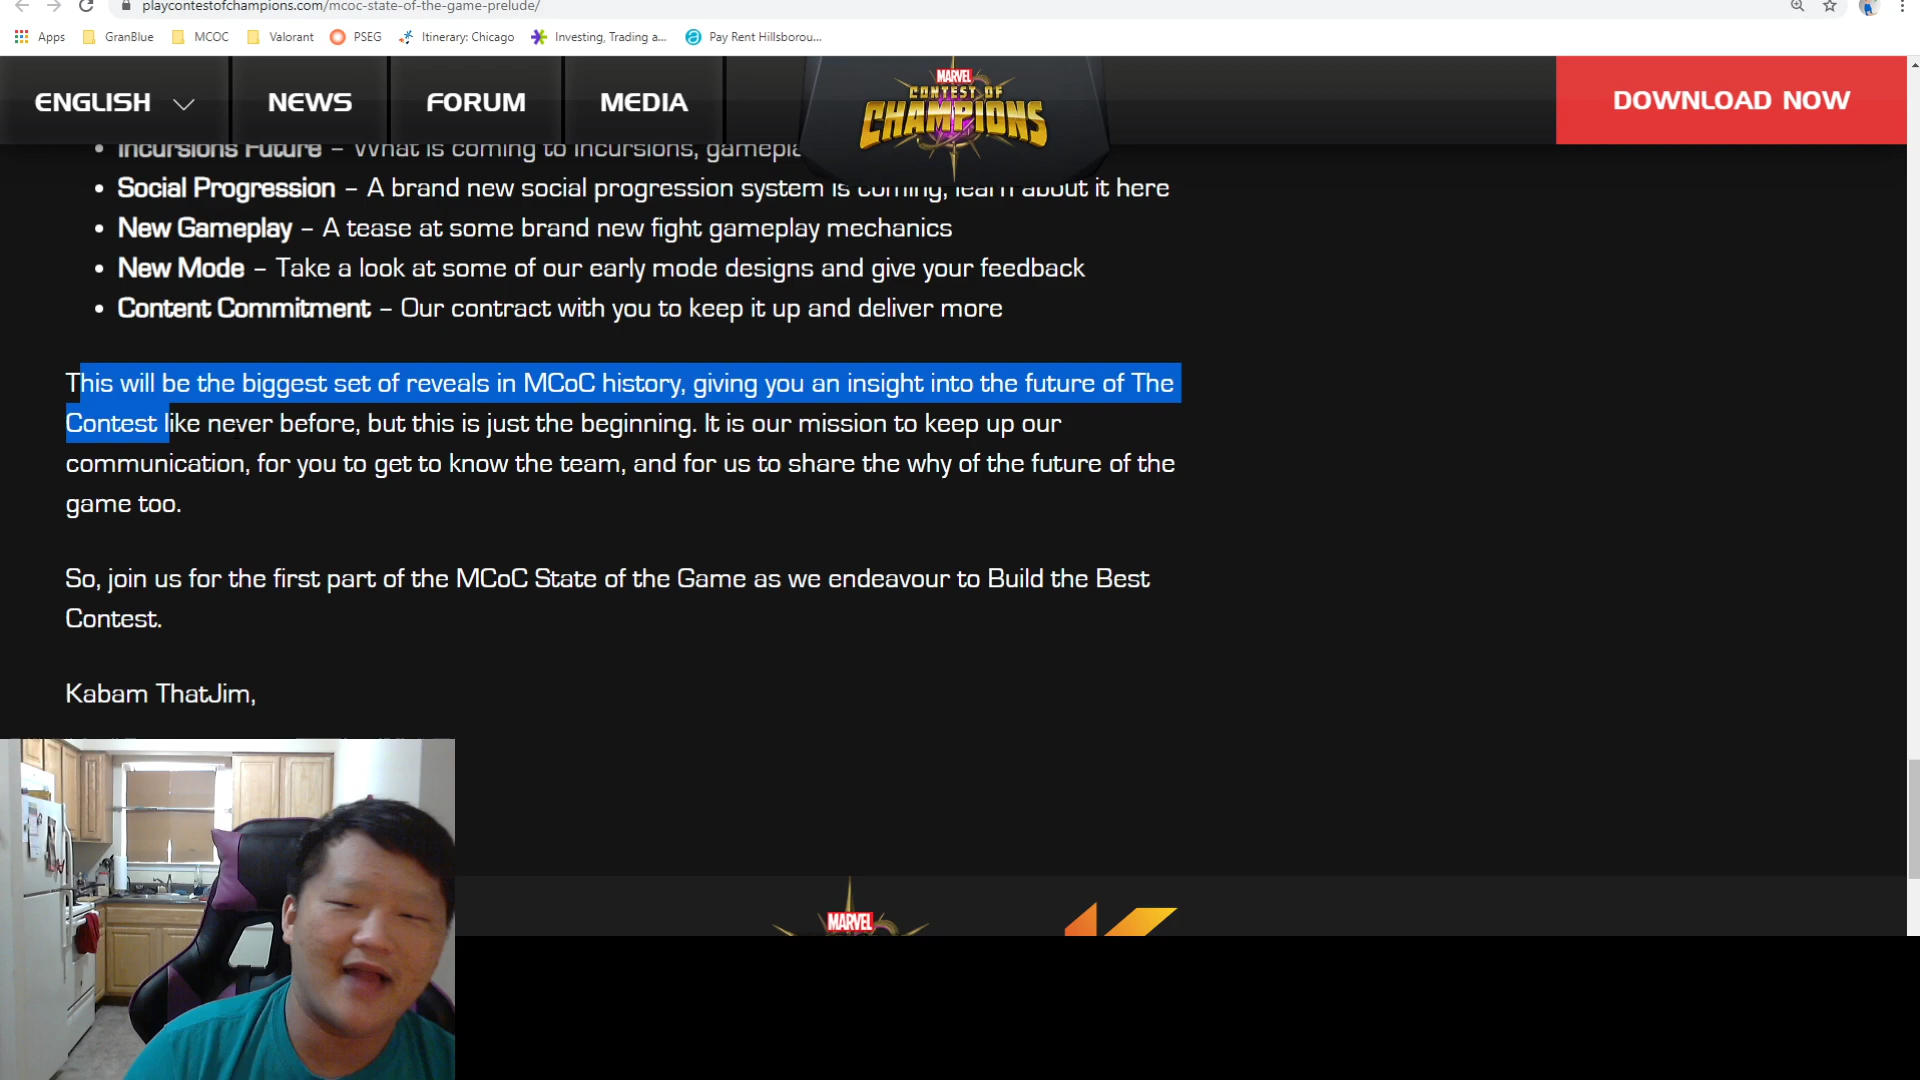 playcontestofchampions.com/mcoc-state-of-the-game-prelude/
Apps GranBlue MCOC Valorant PSEG Itinerary: Chicago Investing, Trading a... Pay Rent Hillsborou...
ENGLISH NEWS FORUM MEDIA
MARVEL
CONTEST OF
CHAMPIONS
DOWNLOAD NOW
• Incursions Future – What is coming to Incursions,
• Social Progression – A brand new social progression system is coming, learn about it here
• New Gameplay – A tease at some brand new fight gameplay mechanics
• New Mode – Take a look at some of our early mode designs and give your feedback
• Content Commitment – Our contract with you to keep it up and deliver more
This will be the biggest set of reveals in MCoC history, giving you an insight into the future of The
Contest like never before, but this is just the beginning. It is our mission to keep up our
communication, for you to get to know the team, and for us to share the why of the future of the
game too.
So, join us for the first part of the MCoC State of the Game as we endeavour to Build the Best
Contest.
Kabam ThatJim,
MARVEL